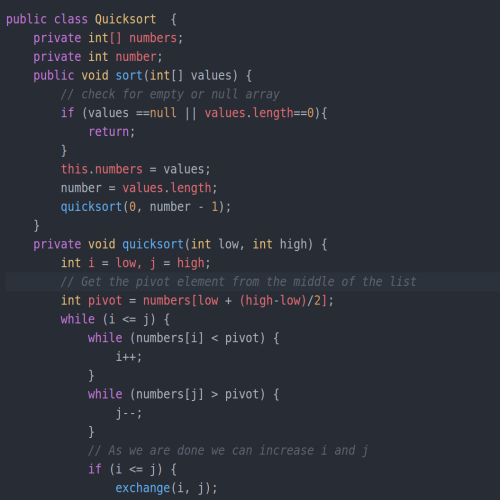 public class Quicksort  {
    private int[] numbers;
    private int number;
    public void sort(int[] values) {
        // check for empty or null array
        if (values ==null || values.length==0){
            return;
        }
        this.numbers = values;
        number = values.length;
        quicksort(0, number - 1);
    }
    private void quicksort(int low, int high) {
        int i = low, j = high;
        // Get the pivot element from the middle of the list
        int pivot = numbers[low + (high-low)/2];
        while (i <= j) {
            while (numbers[i] < pivot) {
                i++;
            }
            while (numbers[j] > pivot) {
                j--;
            }
            // As we are done we can increase i and j
            if (i <= j) {
                exchange(i, j);